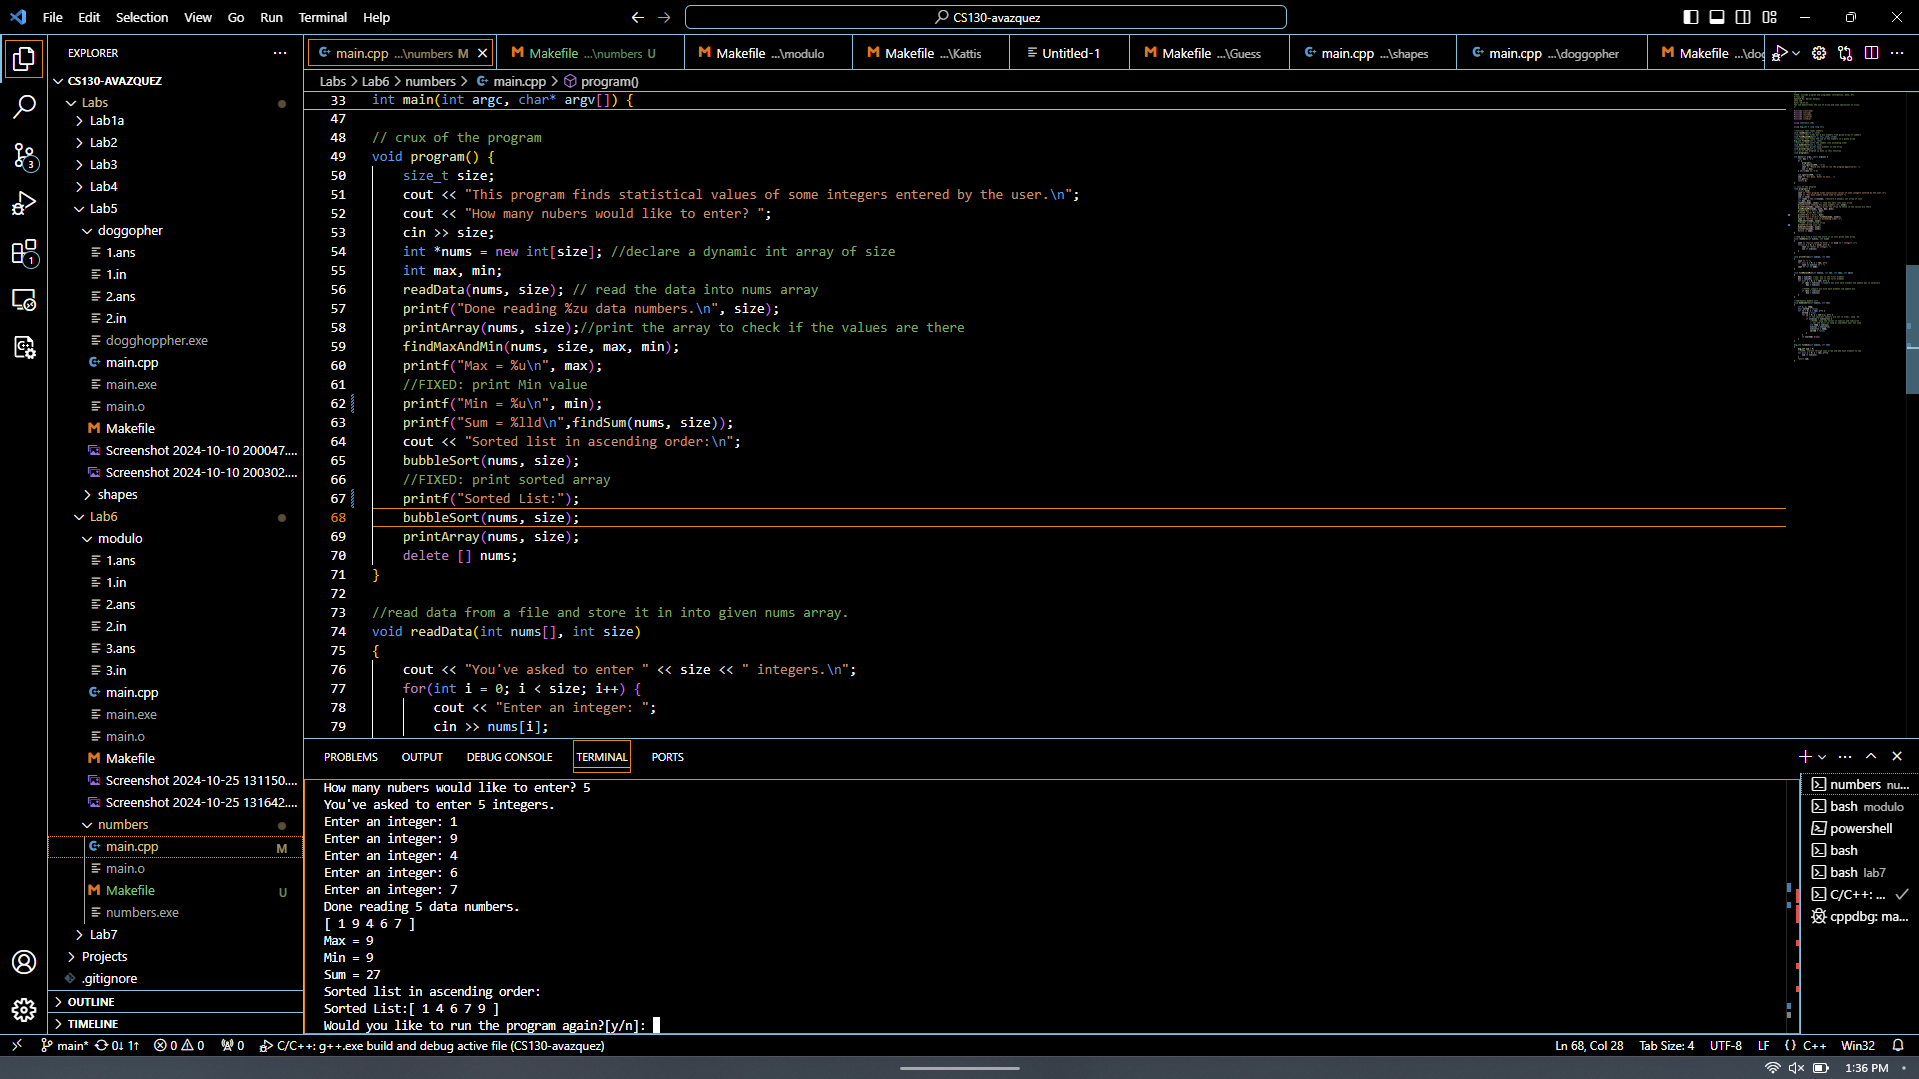 File Edit Selection View Go Run Terminal Help
CS130-avazquez
EXPLORER
main.cpp ...\numbers M
Makefile ...\numbers U
Makefile ...\modulo
Makefile ...\Kattis
Untitled-1
Makefile ...\Guess
main.cpp ...\shapes
main.cpp ...\doggopher
Makefile ...\dog
CS130-AVAZQUEZ
Labs
Lab1a
Lab2
Lab3
Lab4
Lab5
doggopher
1.ans
1.in
2.ans
2.in
dogghoppher.exe
main.cpp
main.exe
main.o
Makefile
Screenshot 2024-10-10 200047....
Screenshot 2024-10-10 200302....
shapes
Lab6
modulo
1.ans
1.in
2.ans
2.in
3.ans
3.in
main.cpp
main.exe
main.o
Makefile
Screenshot 2024-10-25 131150....
Screenshot 2024-10-25 131642....
numbers
main.cpp M
main.o
Makefile U
numbers.exe
Lab7
Projects
.gitignore
OUTLINE
TIMELINE
3
1
Labs > Lab6 > numbers > main.cpp > program()
33 int main(int argc, char* argv[]) {
47
48 // crux of the program
49 void program() {
50 size_t size;
51 cout << "This program finds statistical values of some integers entered by the user.\n";
52 cout << "How many nubers would like to enter? ";
53 cin >> size;
54 int *nums = new int[size]; //declare a dynamic int array of size
55 int max, min;
56 readData(nums, size); // read the data into nums array
57 printf("Done reading %zu data numbers.\n", size);
58 printArray(nums, size);//print the array to check if the values are there
59 findMaxAndMin(nums, size, max, min);
60 printf("Max = %u\n", max);
61 //FIXED: print Min value
62 printf("Min = %u\n", min);
63 printf("Sum = %lld\n",findSum(nums, size));
64 cout << "Sorted list in ascending order:\n";
65 bubbleSort(nums, size);
66 //FIXED: print sorted array
67 printf("Sorted List:");
68 bubbleSort(nums, size);
69 printArray(nums, size);
70 delete [] nums;
71 }
72
73 //read data from a file and store it in into given nums array.
74 void readData(int nums[], int size)
75 {
76 cout << "You've asked to enter " << size << " integers.\n";
77 for(int i = 0; i < size; i++) {
78 cout << "Enter an integer: ";
79 cin >> nums[i];
PROBLEMS OUTPUT DEBUG CONSOLE TERMINAL PORTS
How many nubers would like to enter? 5
You've asked to enter 5 integers.
Enter an integer: 1
Enter an integer: 9
Enter an integer: 4
Enter an integer: 6
Enter an integer: 7
Done reading 5 data numbers.
[ 1 9 4 6 7 ]
Max = 9
Min = 9
Sum = 27
Sorted list in ascending order:
Sorted List:[ 1 4 6 7 9 ]
Would you like to run the program again?[y/n]:
numbers nu...
bash modulo
powershell
bash
bash lab7
C/C++: ...
cppdbg: ma...
main* 0↓ 1↑ 0 0 0 C/C++: g++.exe build and debug active file (CS130-avazquez)
Ln 68, Col 28 Tab Size: 4 UTF-8 LF {} C++ Win32
1:36 PM